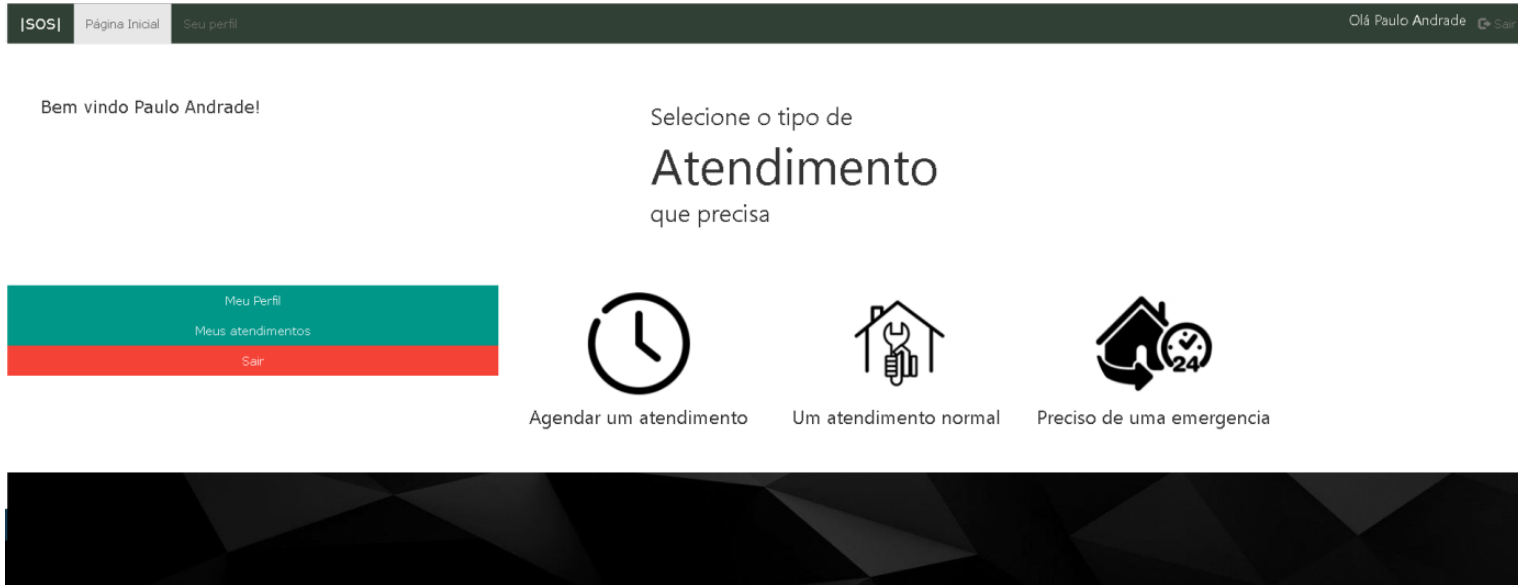 |SOS| Página Inicial Seu perfil Olá Paulo Andrade Sair
Bem vindo Paulo Andrade!
Selecione o tipo de
Atendimento
que precisa
Meu Perfil
Meus atendimentos
Sair
24
Agendar um atendimento
Um atendimento normal
Preciso de uma emergencia